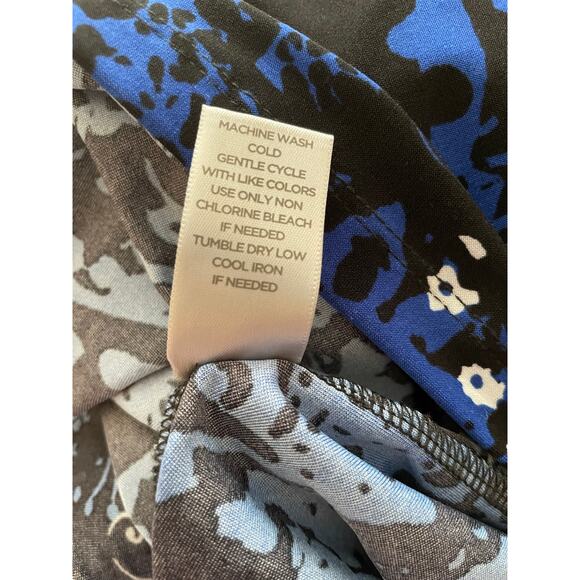 MACHINE WASH
COLD
GENTLE CYCLE
WITH LIKE COLORS
USE ONLY NON
CHLORINE BLEACH
IF NEEDED
TUMBLE DRY LOW
COOL IRON
IF NEEDED